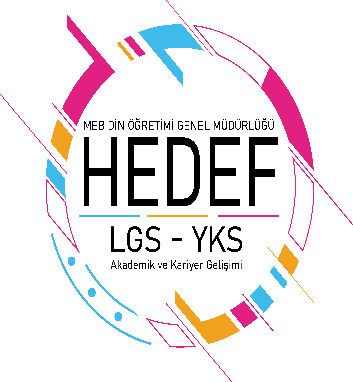 MEB DİN ÖĞRETİMİ GENEL MÜDÜRLÜĞÜ
HEDEF
LGS - YKS
Akademik ve Kariyer Gelişimi